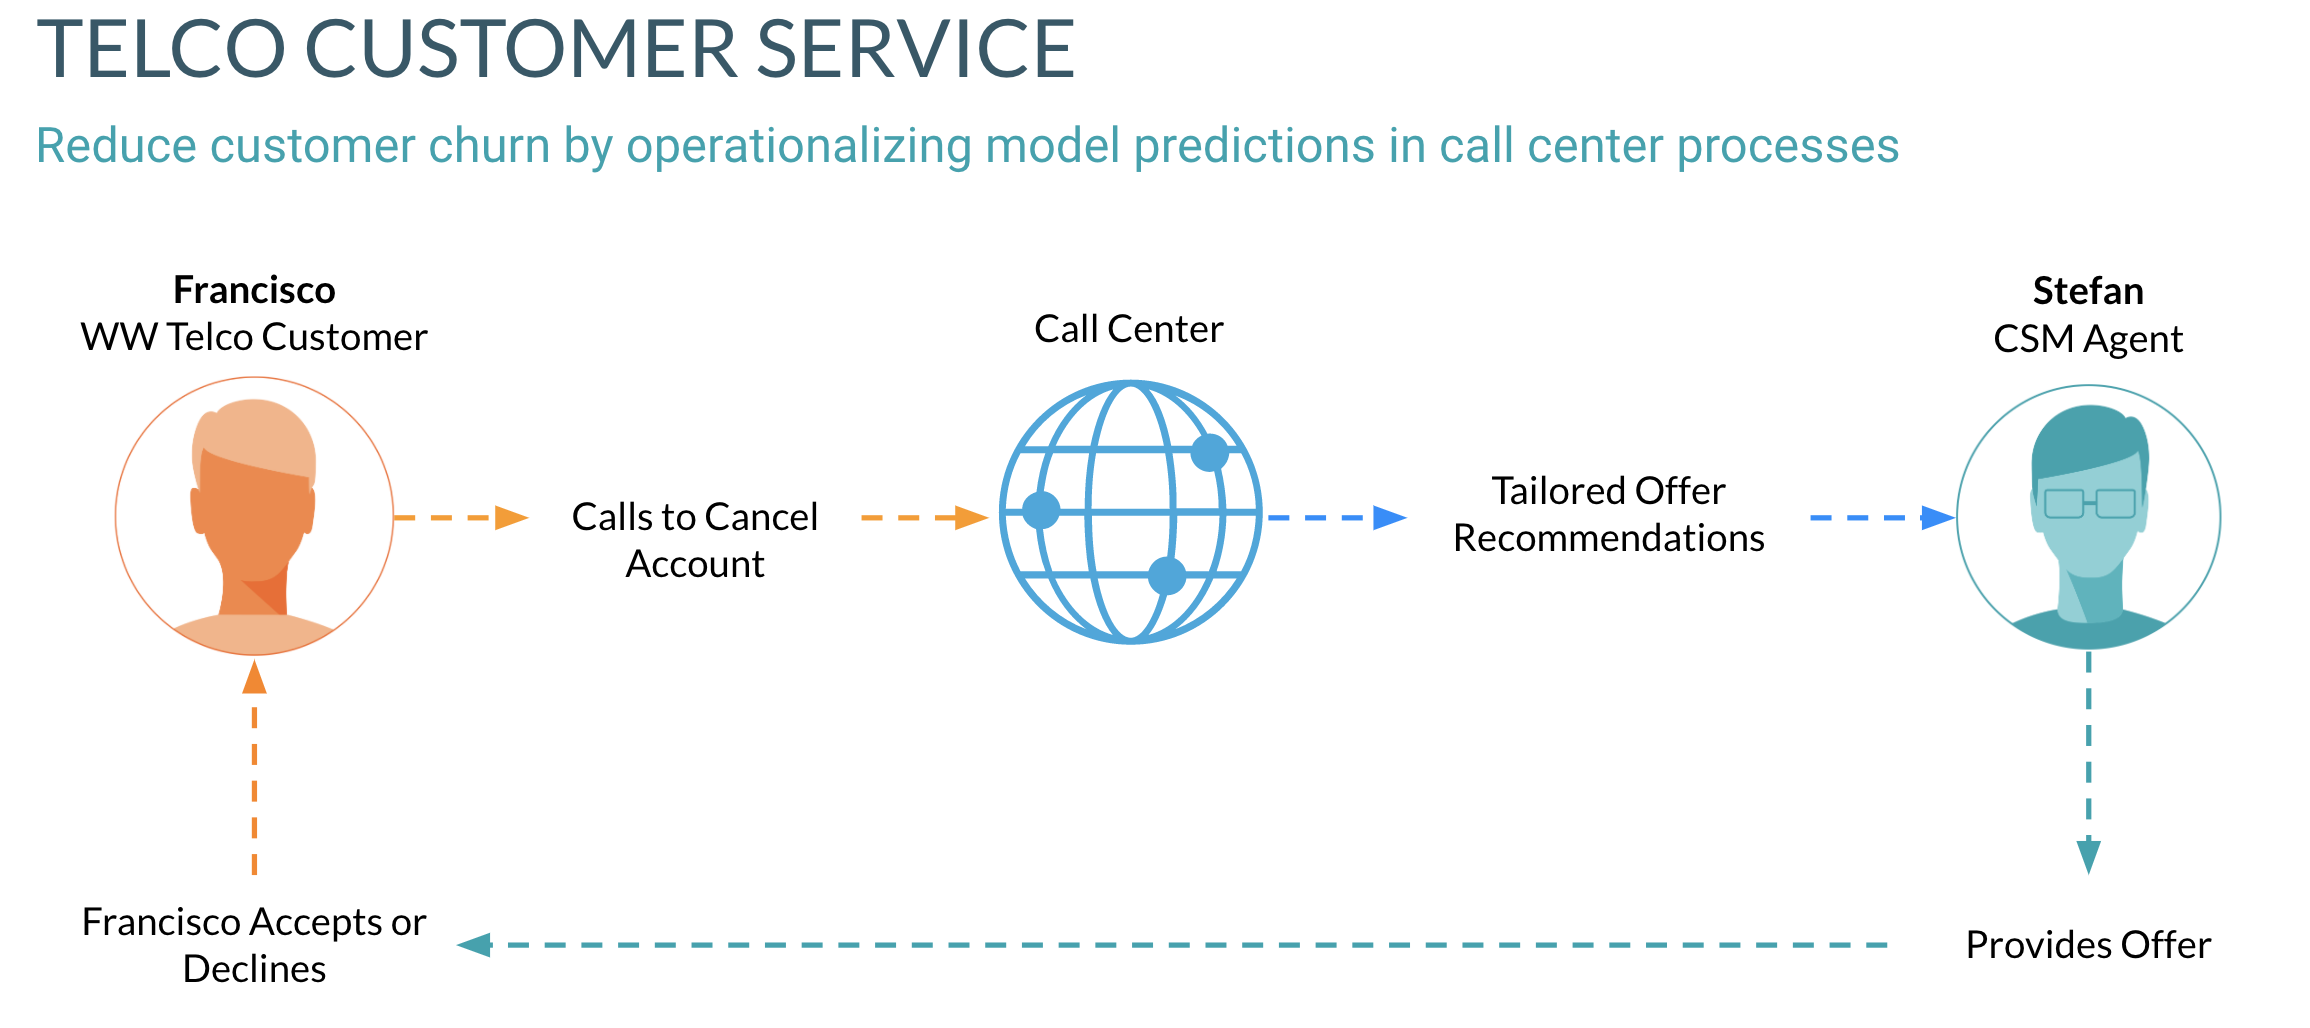 TELCO CUSTOMER SERVICE
Reduce customer churn by operationalizing model predictions in call center processes
Francisco
WW Telco Customer
Call Center
Stefan
CSM Agent
Calls to Cancel
Account
Tailored Offer
Recommendations
Francisco Accepts or
Declines
Provides Offer